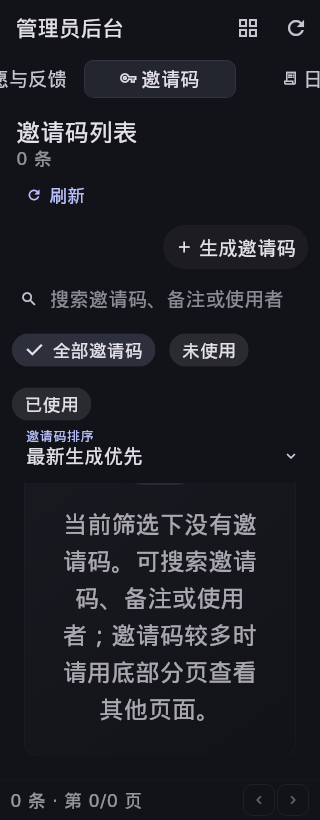 管理员后台
愿与反馈
邀请码
日
邀请码列表
0 条
刷新
+ 生成邀请码
搜索邀请码、备注或使用者
全部邀请码
未使用
已使用
邀请码排序
最新生成优先
当前筛选下没有邀
请码。可搜索邀请
码、备注或使用
者；邀请码较多时
请用底部分页查看
其他页面。
0 条 · 第 0/0 页